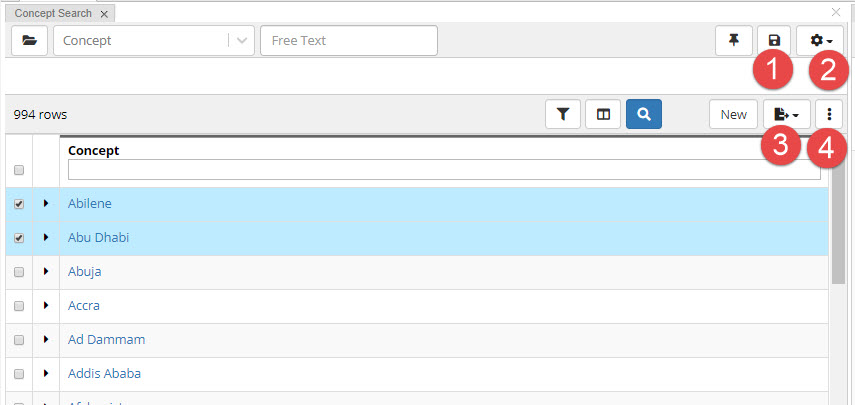 Concept Search
Concept
Free Text
1
2
994 rows
New
3
4
Concept
Abilene
Abu Dhabi
Abuja
Accra
Ad Dammam
Addis Ababa